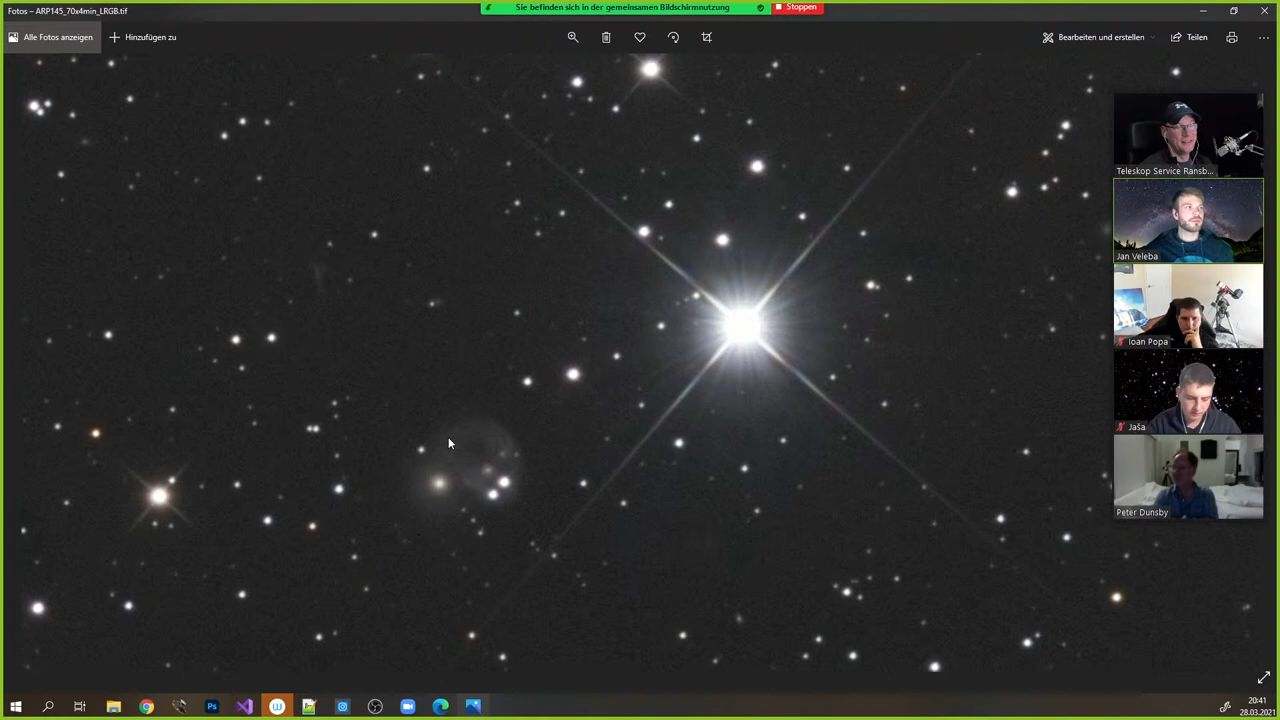 Fotos – ARP145_70x4min_LRGB.tif
Sie befinden sich in der gemeinsamen Bildschirmnutzung
Stoppen
Alle Fotos anzeigen
Hinzufügen zu
Bearbeiten und erstellen
Teilen
Teleskop Service Ransb...
Jan Veleba
Ioan Popa
Jaša
Peter Dunsby
Ps
20:41
28.03.2021